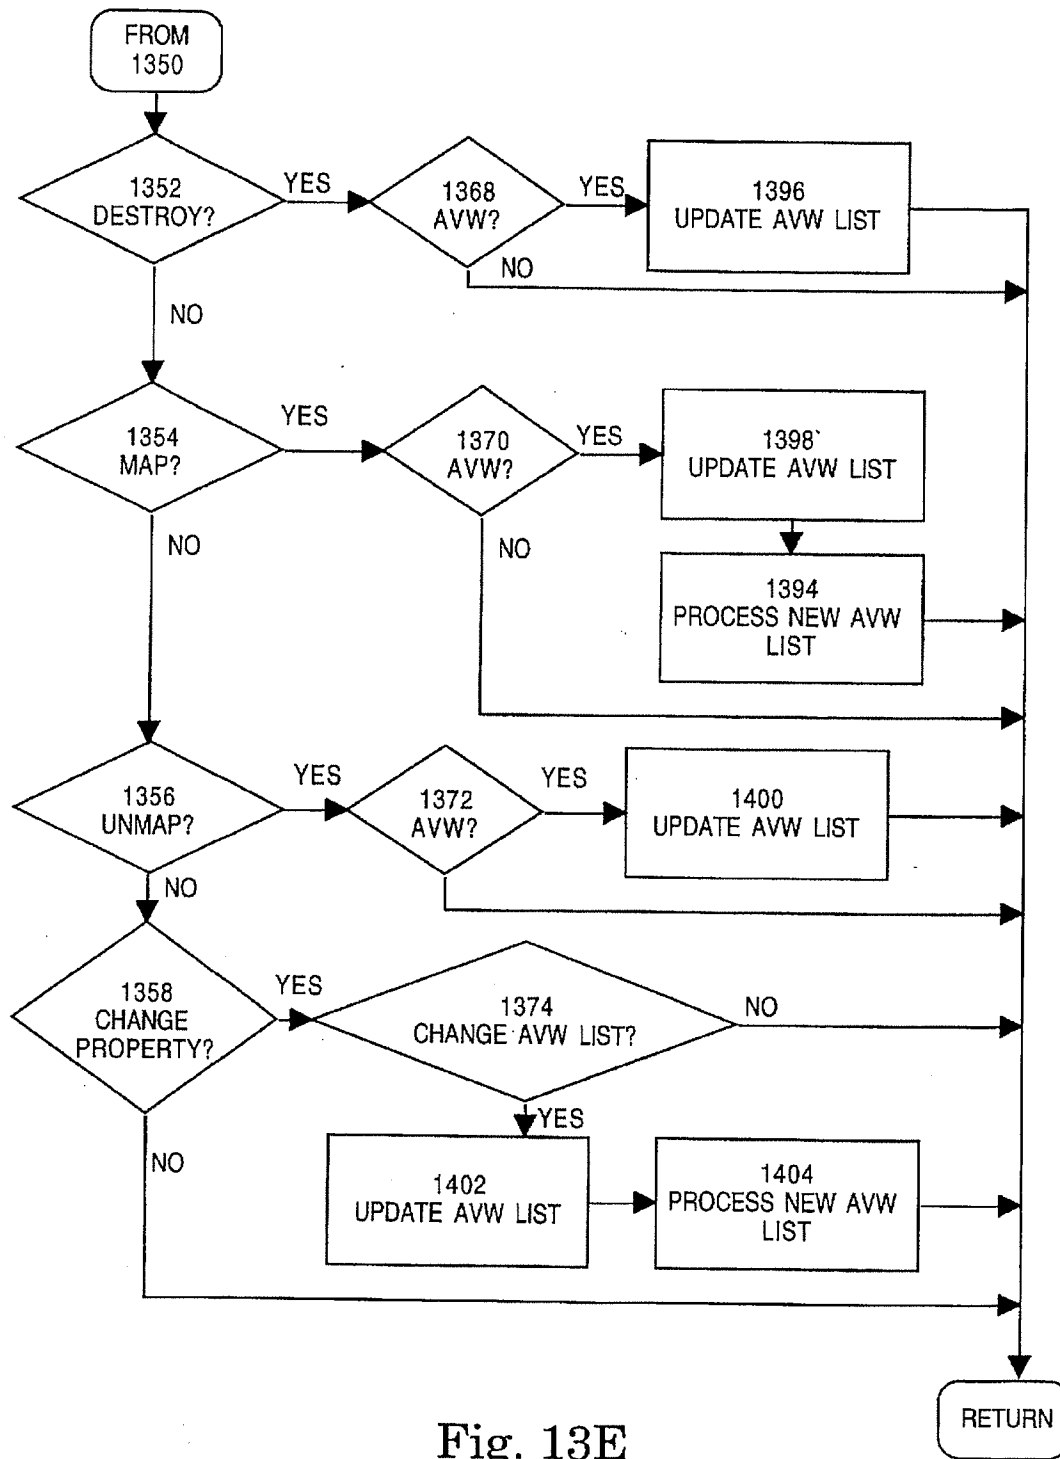 FROM
1350
1352
DESTROY?
YES
1368
AVW?
YES
1396
UPDATE AVW LIST
NO
NO
1354
MAP?
YES
1370
AVW?
YES
1398
UPDATE AVW LIST
NO
NO
1394
PROCESS NEW AVW
LIST
1356
UNMAP?
YES
1372
AVW?
YES
1400
UPDATE AVW LIST
NO
1358
CHANGE
PROPERTY?
YES
1374
CHANGE AVW LIST?
NO
YES
NO
1402
UPDATE AVW LIST
1404
PROCESS NEW AVW
LIST
RETURN
Fig. 13E